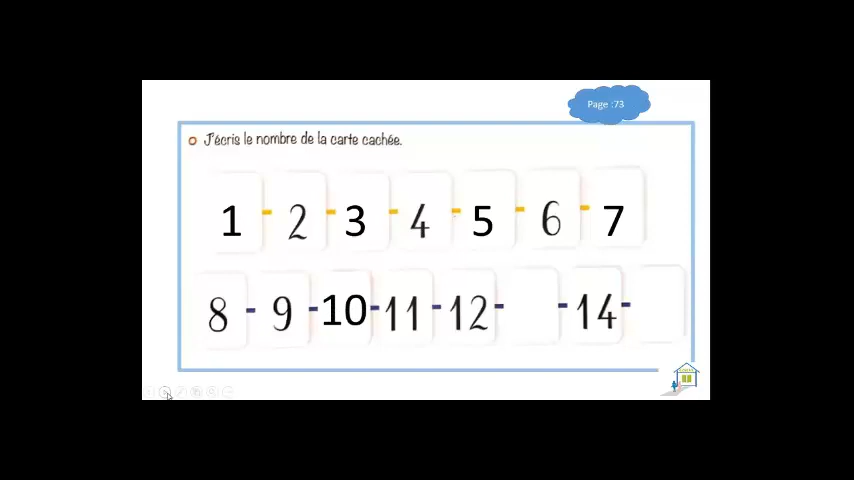 Page :73
J'écris le nombre de la carte cachée.
1 - 2 - 3 - 4 - 5 - 6 - 7
8 - 9 - 10 - 11 - 12 - - 14 -